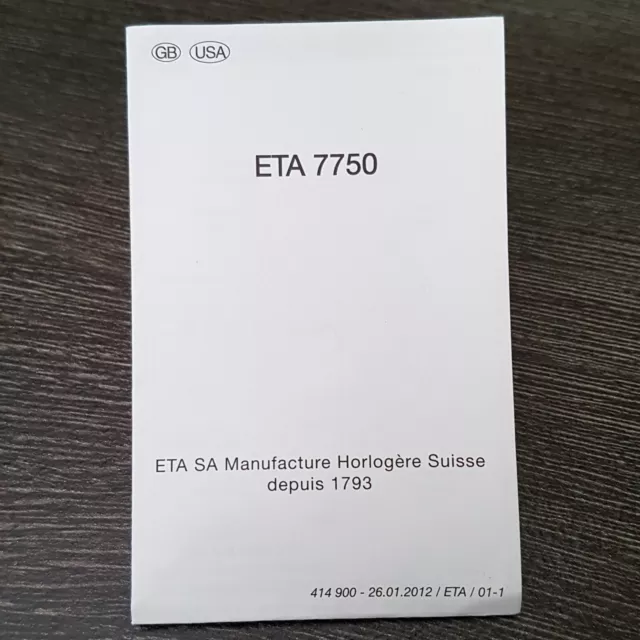 GB USA
ETA 7750
ETA SA Manufacture Horlogère Suisse
depuis 1793
414 900 - 26.01.2012 / ETA / 01-1